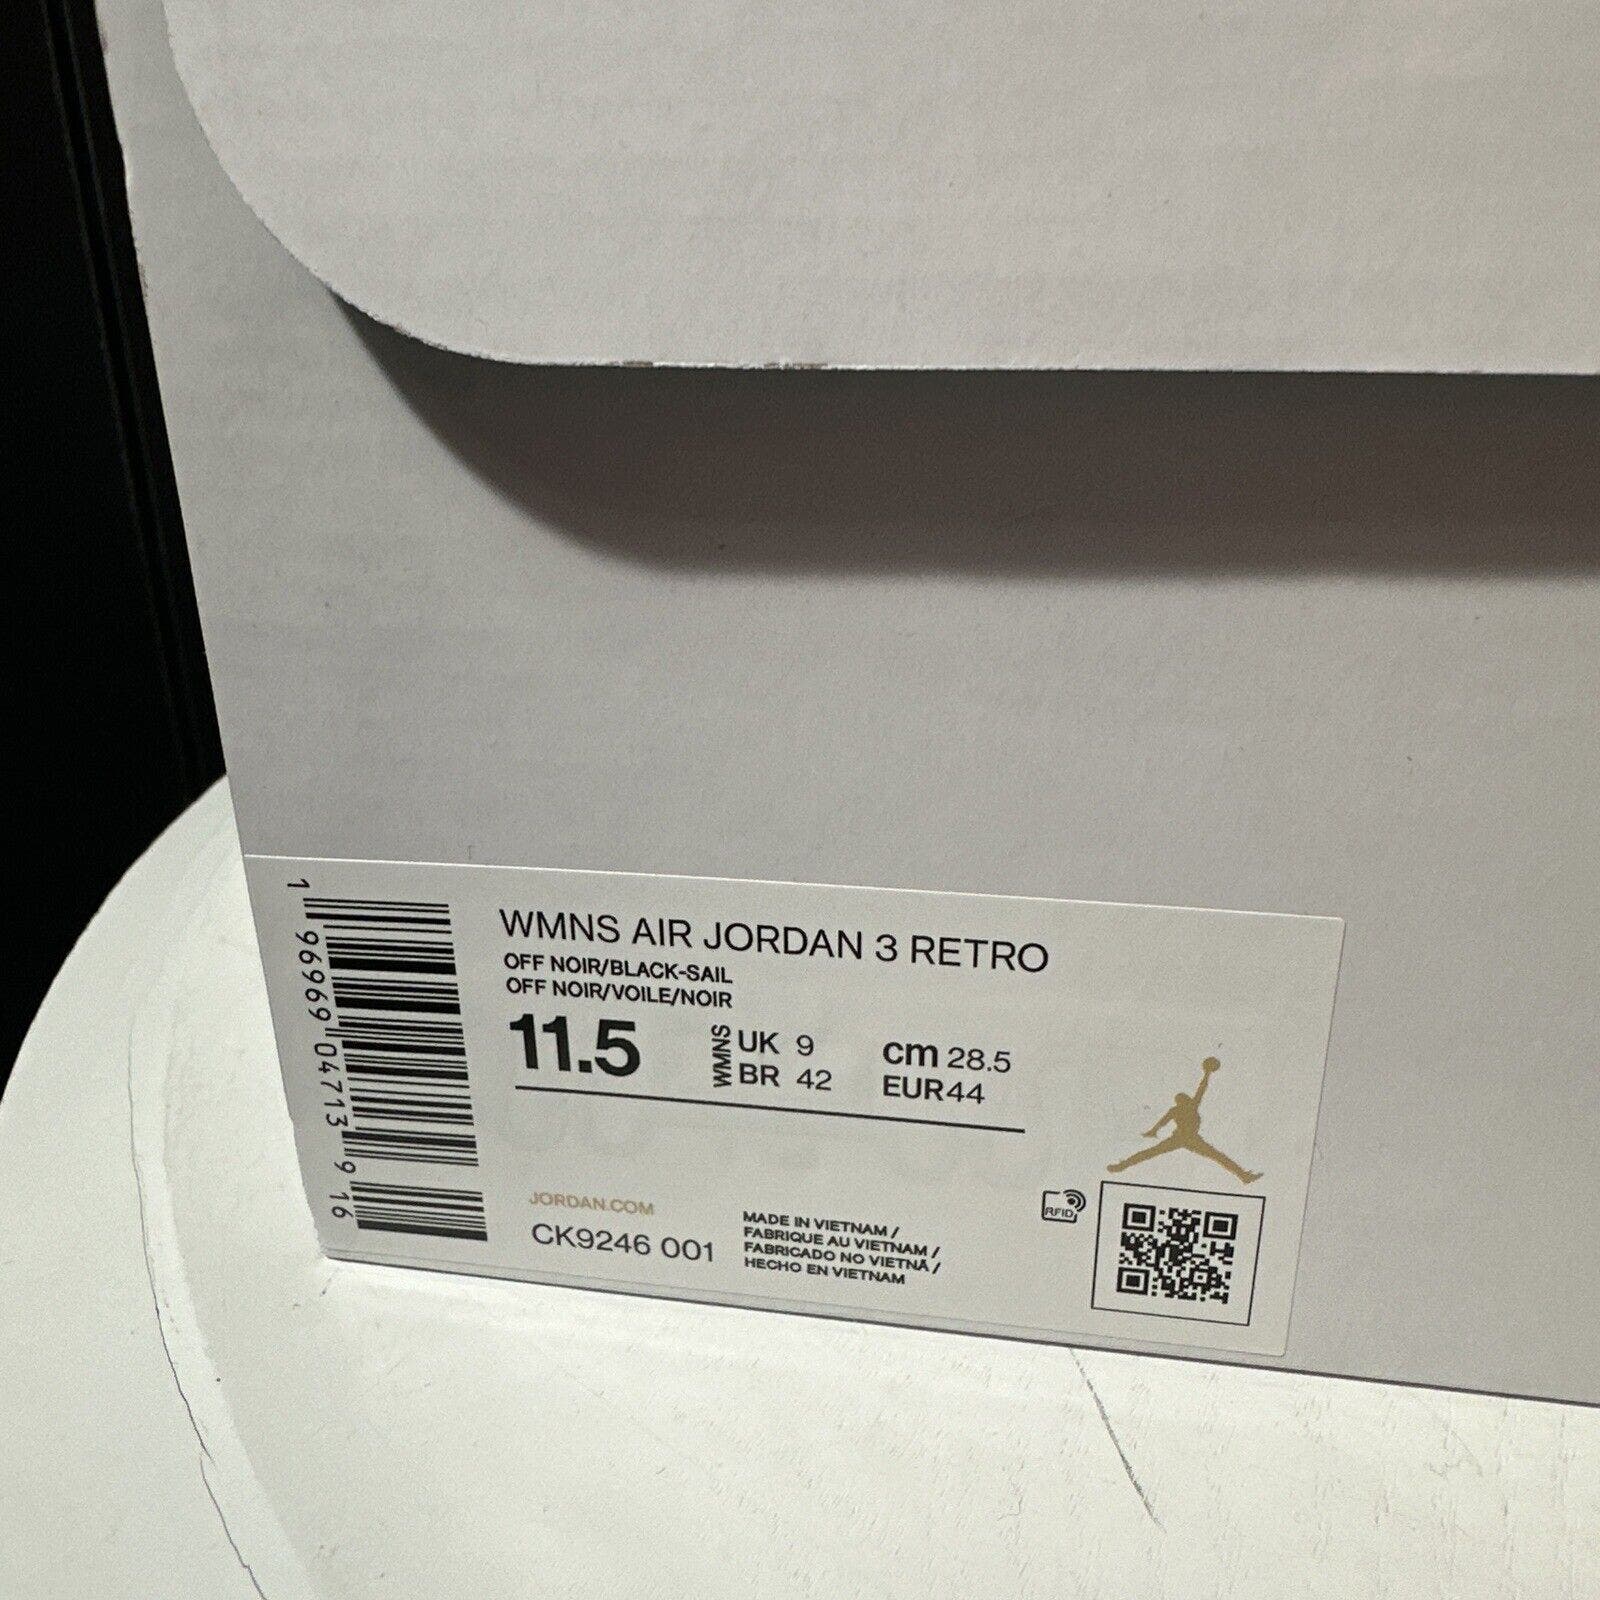 WMNS AIR JORDAN 3 RETRO
OFF NOIR/BLACK-SAIL
OFF NOIR/VOILE/NOIR
11.5
WMNS
UK 9
BR 42
cm 28.5
EUR 44
1 96969 04713 9 16
JORDAN.COM
CK9246 001
MADE IN VIETNAM /
FABRIQUE AU VIETNAM /
FABRICADO NO VIETNÃ /
HECHO EN VIETNAM
RFID